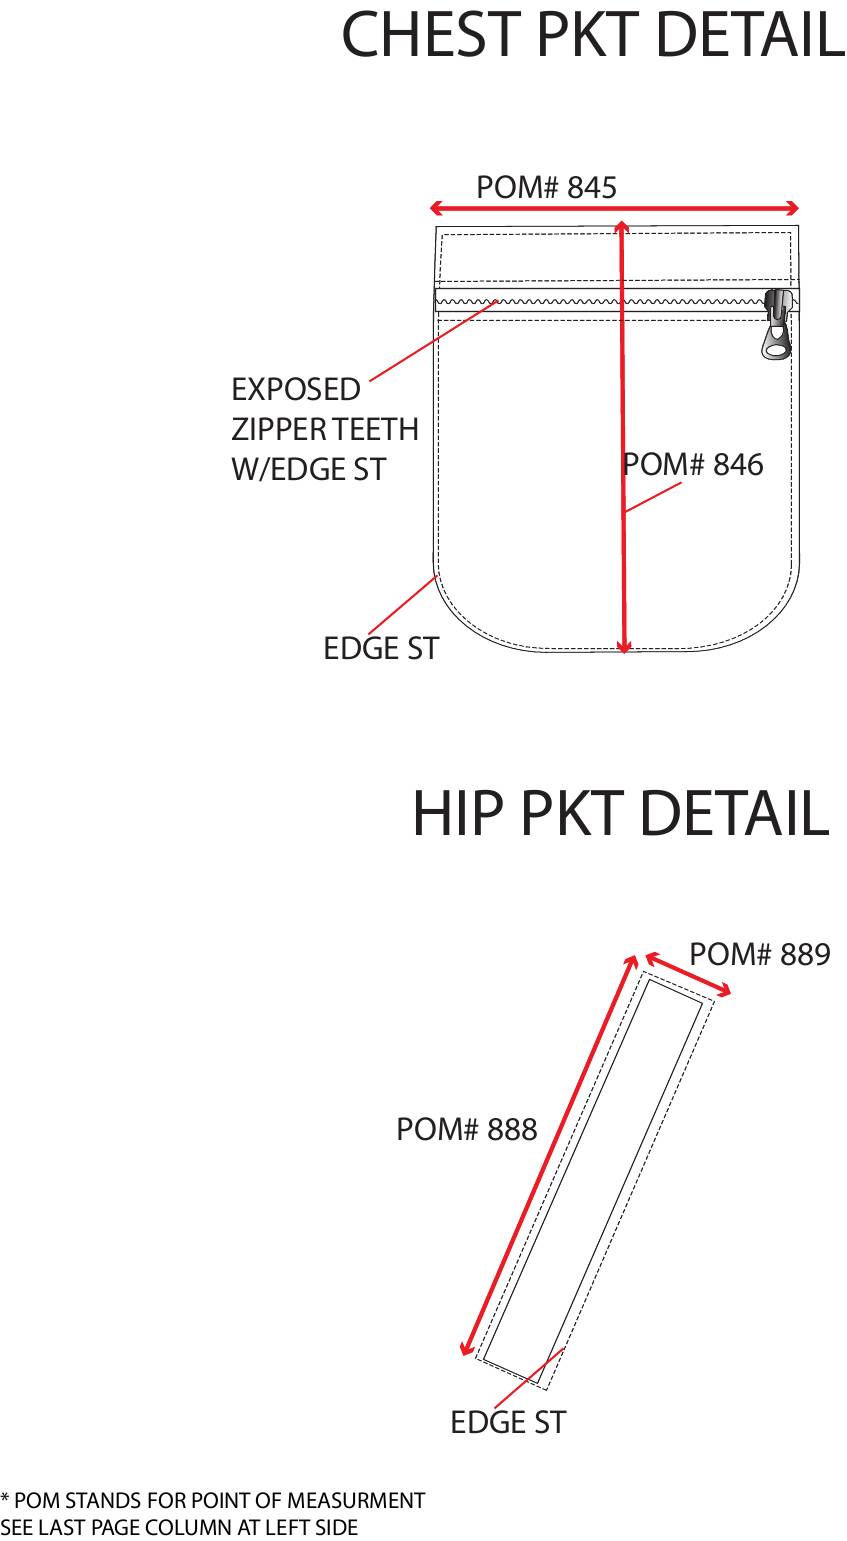 CHEST PKT DETAIL
POM# 845
EXPOSED
ZIPPER TEETH
W/EDGE ST
POM# 846
EDGE ST
HIP PKT DETAIL
POM# 889
POM# 888
EDGE ST
* POM STANDS FOR POINT OF MEASURMENT
SEE LAST PAGE COLUMN AT LEFT SIDE